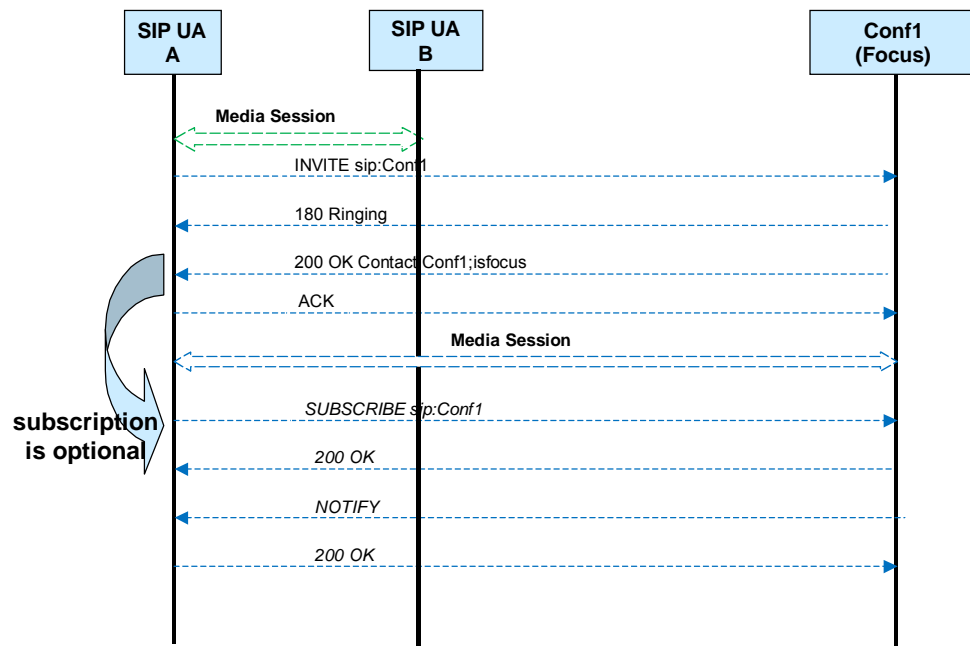 SIP UA
A
SIP UA
B
Conf1
(Focus)
Media Session
INVITE sip:Conf1
180 Ringing
200 OK Contact:Conf1;isfocus
ACK
Media Session
SUBSCRIBE sip:Conf1
subscription
is optional
200 OK
NOTIFY
200 OK